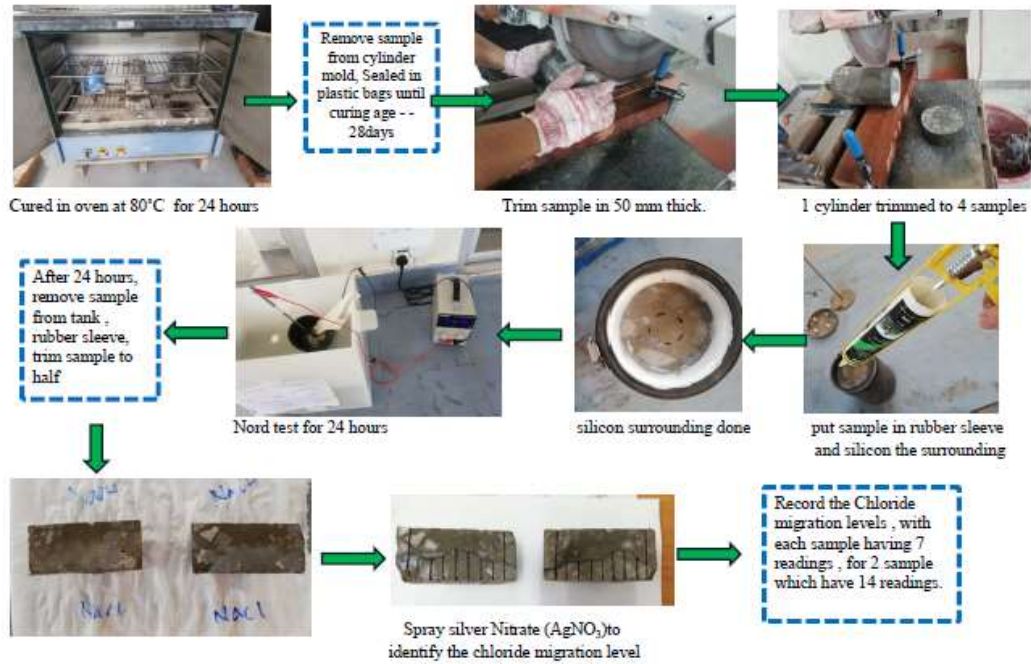 Remove sample
from cylinder
mold, Sealed in
plastic bags until
curing age - -
28days
Cured in oven at 80°C for 24 hours
Trim sample in 50 mm thick.
1 cylinder trimmed to 4 samples
After 24 hours,
remove sample
from tank ,
rubber sleeve,
trim sample to
half
Nord test for 24 hours
silicon surrounding done
put sample in rubber sleeve
and silicon the surrounding
NaOH
NaOH
NaCl
NaCl
Record the Chloride
migration levels , with
each sample having 7
readings , for 2 sample
which have 14 readings.
Spray silver Nitrate (AgNO₃)to
identify the chloride migration level